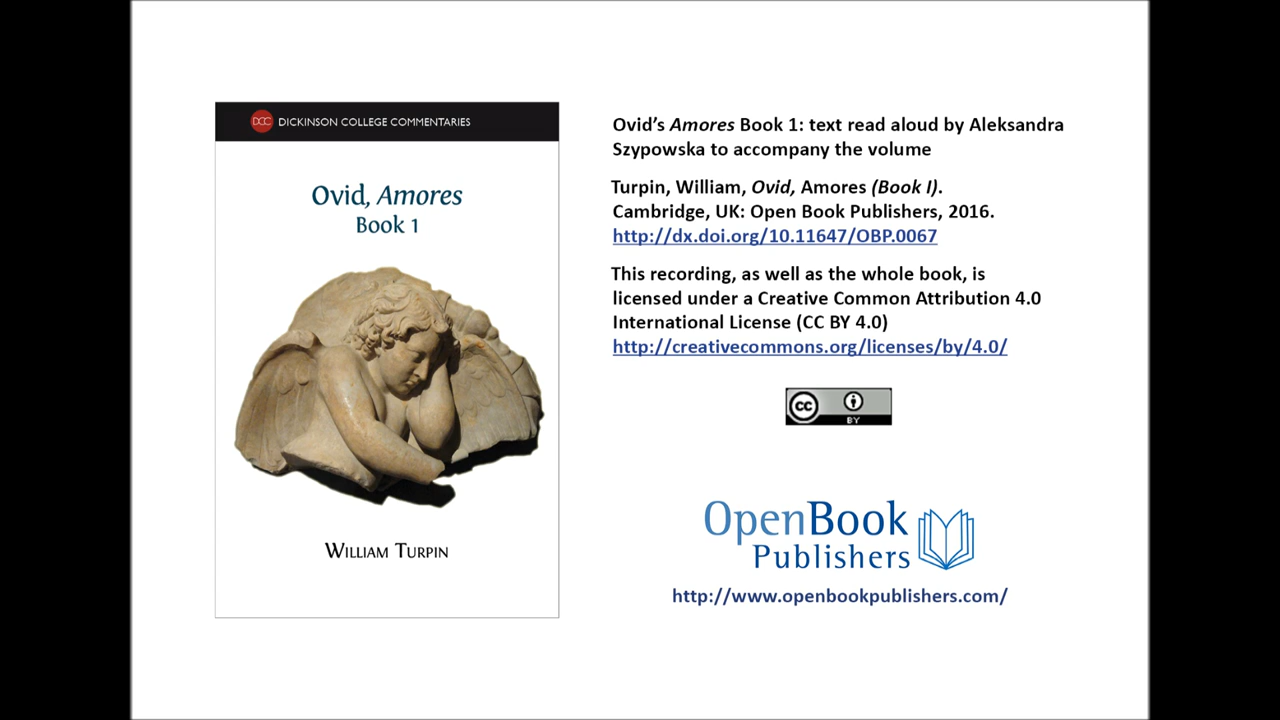 DCC DICKINSON COLLEGE COMMENTARIES
Ovid, Amores
Book 1
WILLIAM TURPIN
Ovid’s Amores Book 1: text read aloud by Aleksandra
Szypowska to accompany the volume
Turpin, William, Ovid, Amores (Book I).
Cambridge, UK: Open Book Publishers, 2016.
http://dx.doi.org/10.11647/OBP.0067
This recording, as well as the whole book, is
licensed under a Creative Common Attribution 4.0
International License (CC BY 4.0)
http://creativecommons.org/licenses/by/4.0/
cc
BY
OpenBook
Publishers
http://www.openbookpublishers.com/